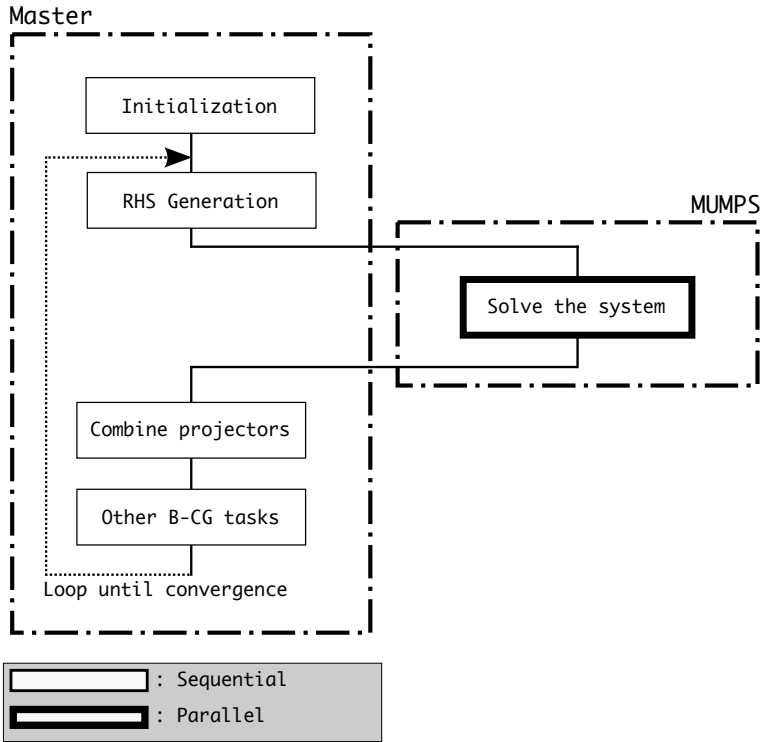 Master
Initialization
RHS Generation
MUMPS
Solve the system
Combine projectors
Other B-CG tasks
Loop until convergence
: Sequential
: Parallel